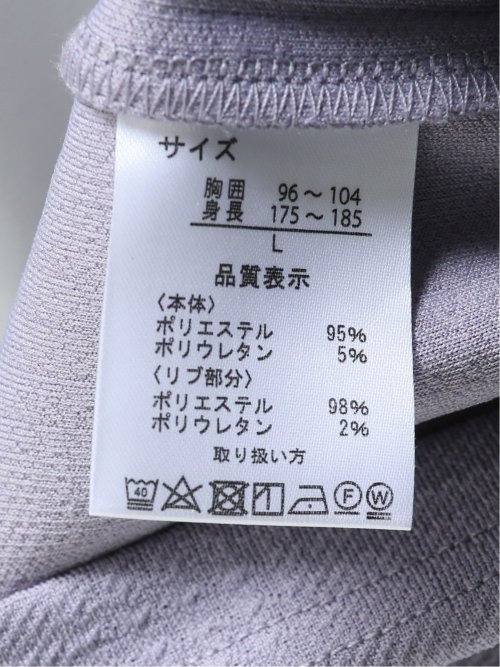 サイズ
胸囲 96～104
身長 175～185
L
品質表示
〈本体〉
ポリエステル 95%
ポリウレタン 5%
〈リブ部分〉
ポリエステル 98%
ポリウレタン 2%
取り扱い方
40 F W